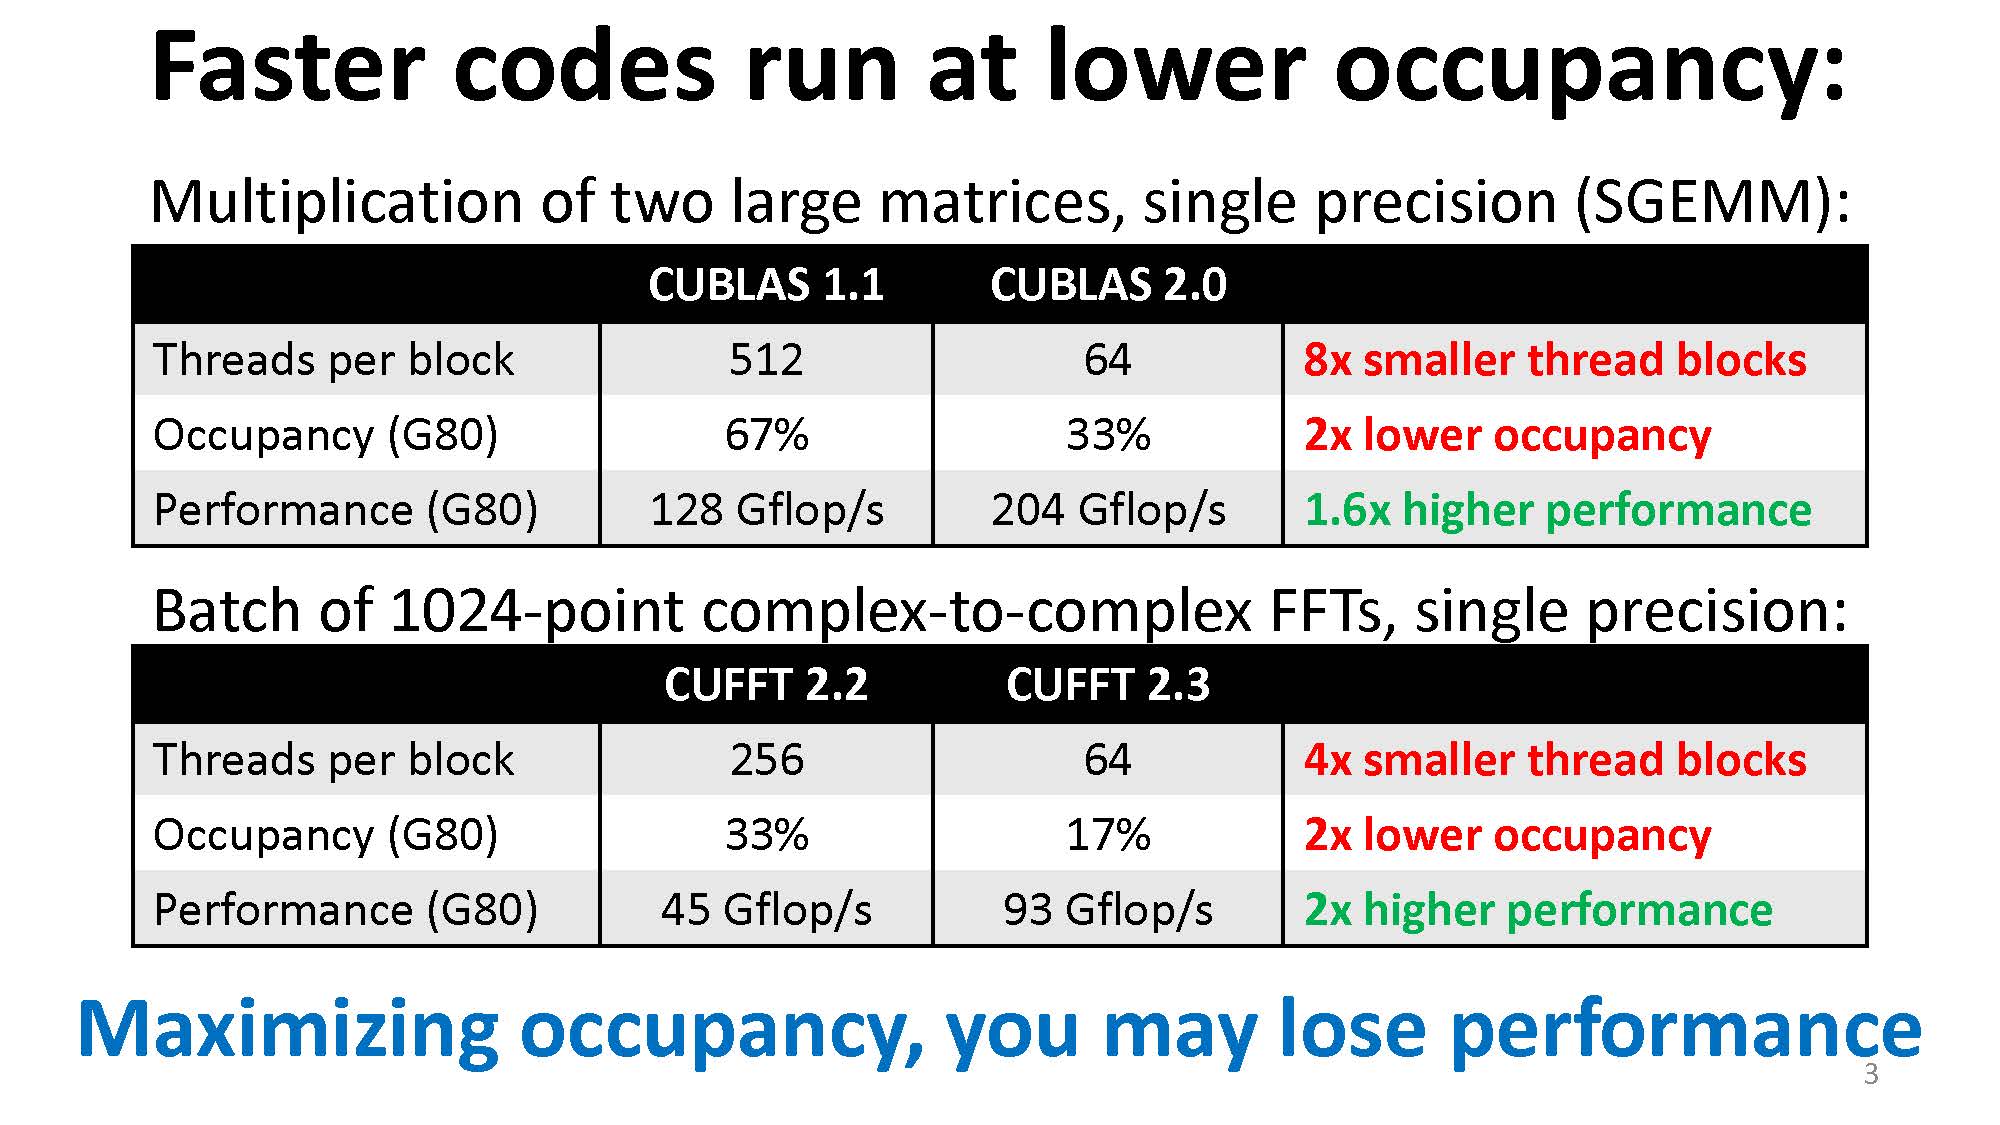 Faster codes run at lower occupancy:
Multiplication of two large matrices, single precision (SGEMM):
CUBLAS 1.1 CUBLAS 2.0
Threads per block 512 64 8x smaller thread blocks
Occupancy (G80) 67% 33% 2x lower occupancy
Performance (G80) 128 Gflop/s 204 Gflop/s 1.6x higher performance
Batch of 1024-point complex-to-complex FFTs, single precision:
CUFFT 2.2 CUFFT 2.3
Threads per block 256 64 4x smaller thread blocks
Occupancy (G80) 33% 17% 2x lower occupancy
Performance (G80) 45 Gflop/s 93 Gflop/s 2x higher performance
Maximizing occupancy, you may lose performance
3